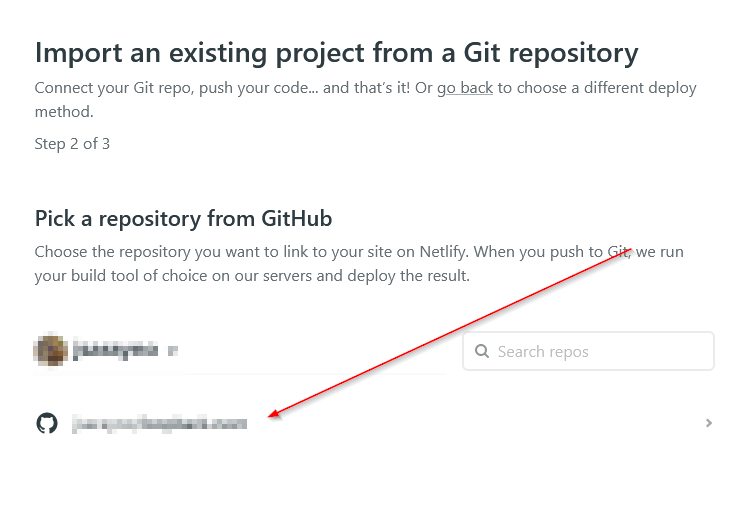 Import an existing project from a Git repository
Connect your Git repo, push your code... and that’s it! Or go back to choose a different deploy
method.
Step 2 of 3
Pick a repository from GitHub
Choose the repository you want to link to your site on Netlify. When you push to Git, we run
your build tool of choice on our servers and deploy the result.
Search repos